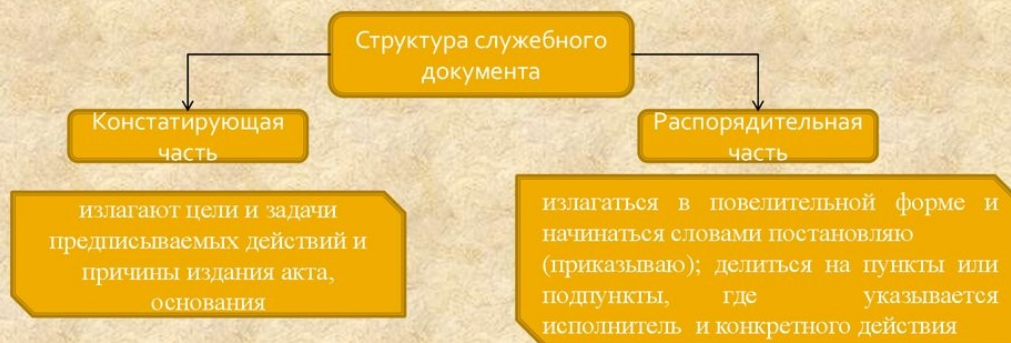 Структура служебного
документа
Констатирующая
часть
Распорядительная
часть
излагают цели и задачи
предписываемых действий и
причины издания акта,
основания
излагаться в повелительной форме и
начинаться словами постановляю
(приказываю); делиться на пункты или
подпункты, где указывается
исполнитель и конкретного действия